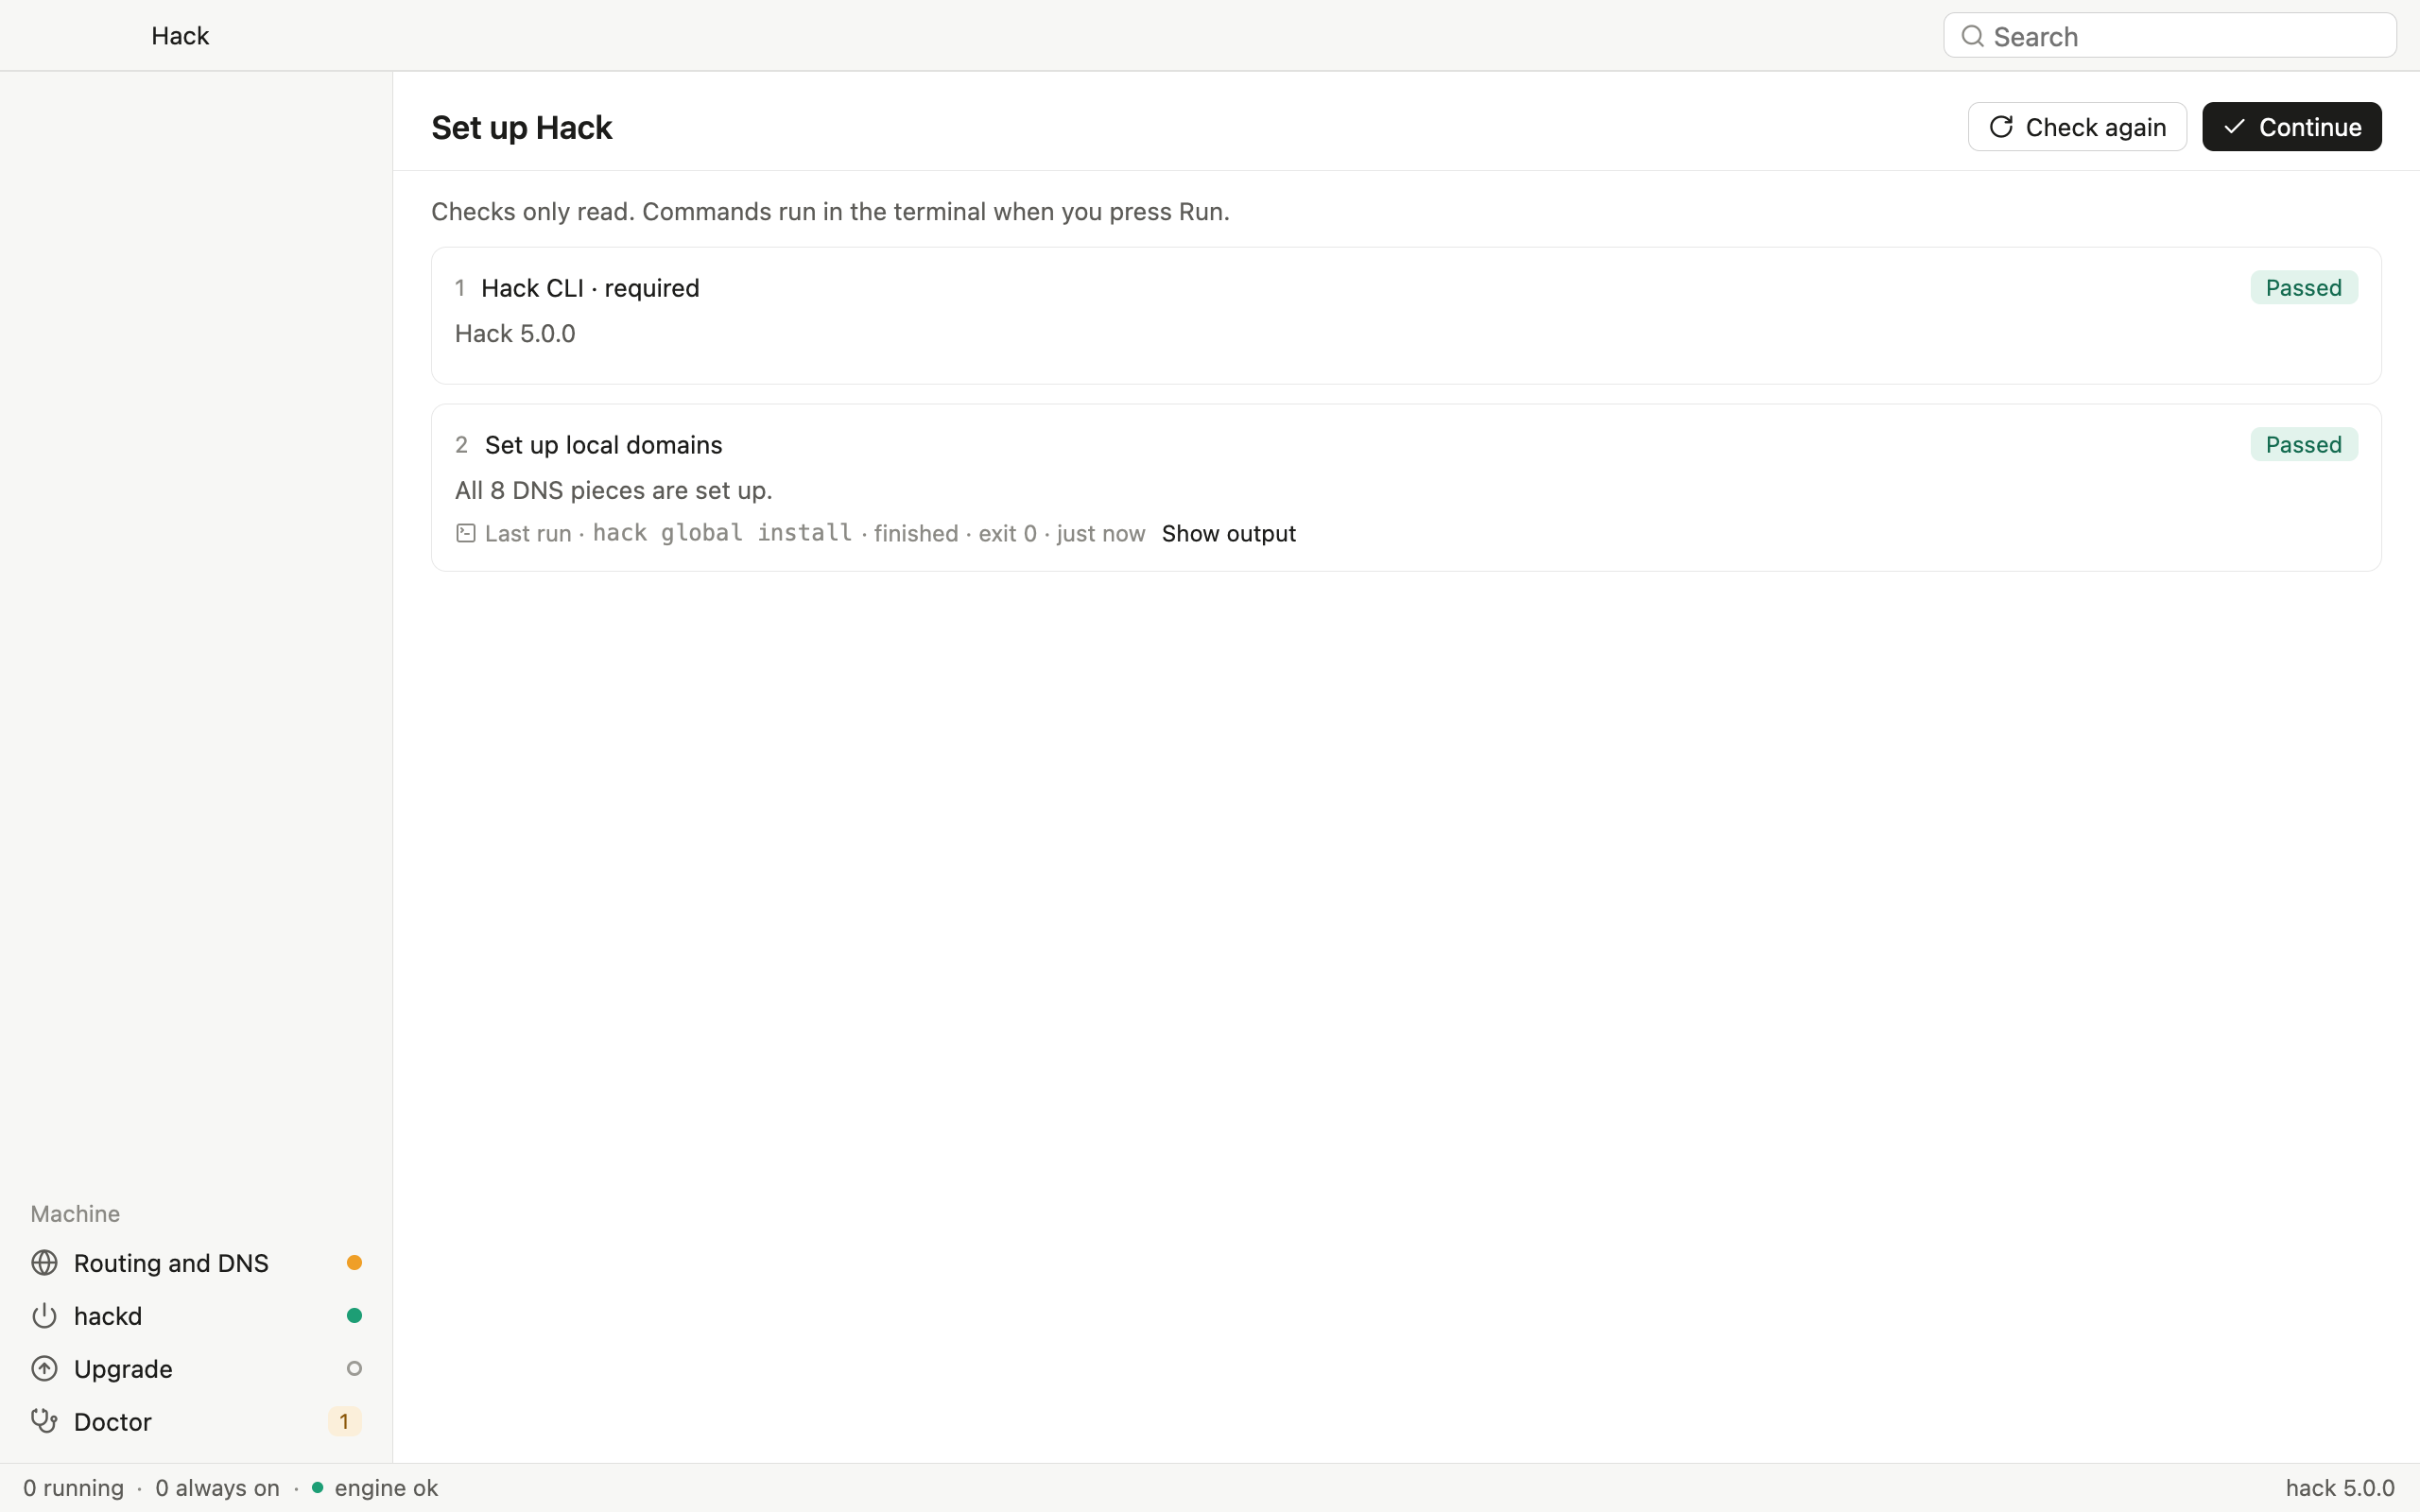 Hack
Search
Set up Hack
Check again
Continue
Checks only read. Commands run in the terminal when you press Run.
1 Hack CLI · required
Passed
Hack 5.0.0
2 Set up local domains
Passed
All 8 DNS pieces are set up.
Last run · hack global install · finished · exit 0 · just now Show output
Machine
Routing and DNS
hackd
Upgrade
Doctor 1
0 running · 0 always on · engine ok
hack 5.0.0